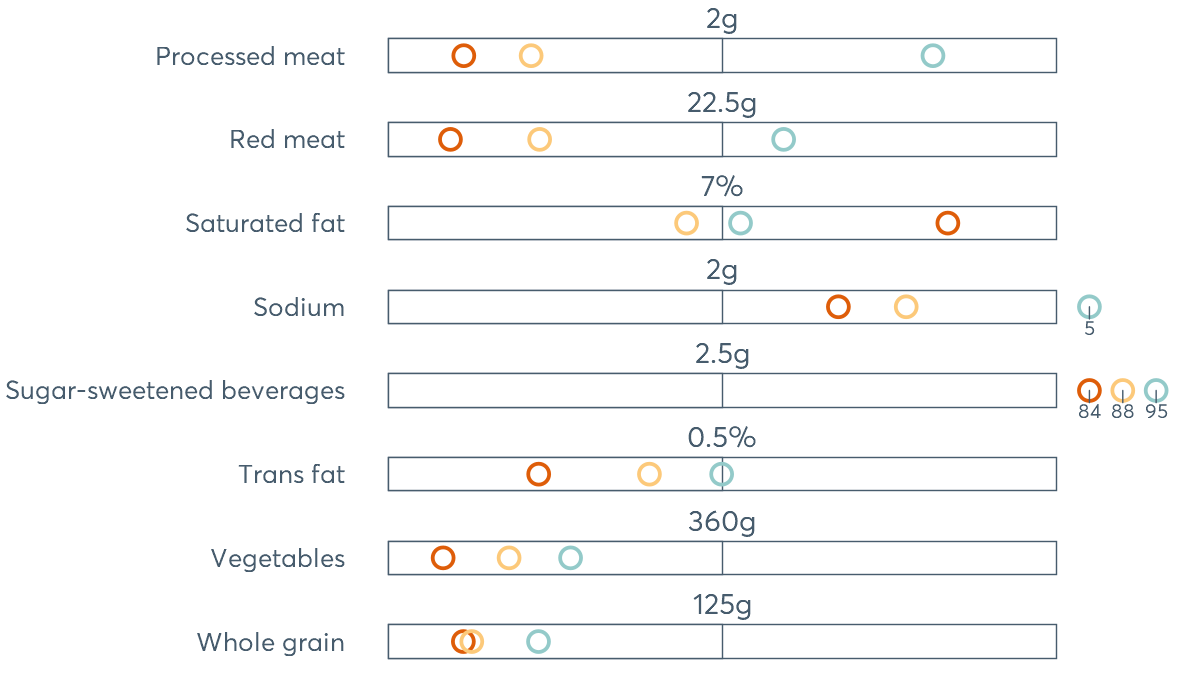 2g
Processed meat
22.5g
Red meat
7%
Saturated fat
2g
Sodium
5
2.5g
Sugar-sweetened beverages
84 88 95
0.5%
Trans fat
360g
Vegetables
125g
Whole grain